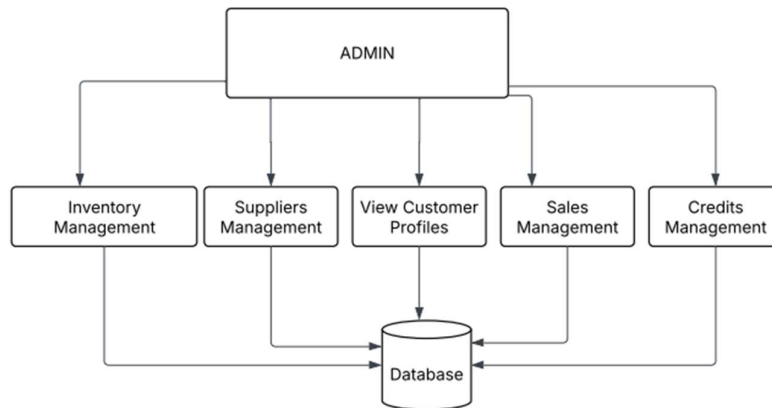 ADMIN
Inventory
Management
Suppliers
Management
View Customer
Profiles
Sales
Management
Credits
Management
Database